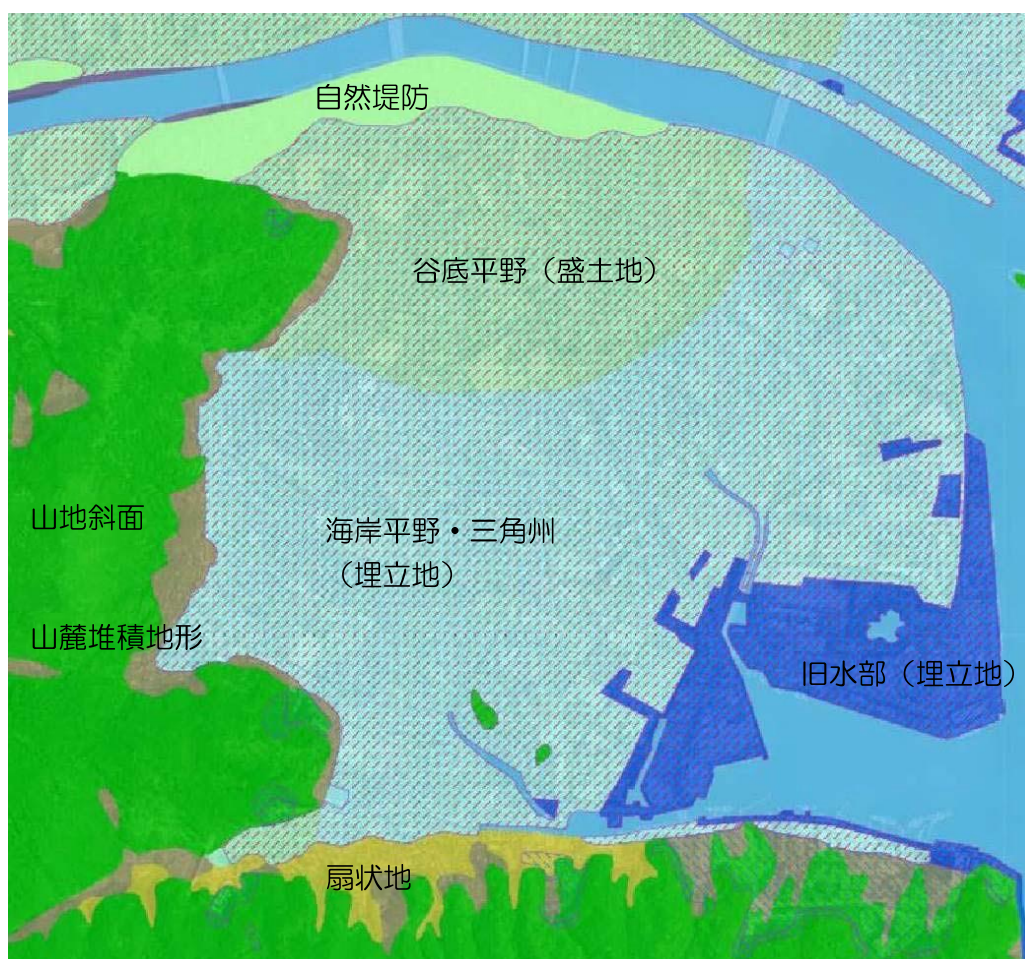 自然堤防
谷底平野（盛土地）
山地斜面
海岸平野・三角州
（埋立地）
山麓堆積地形
旧水部（埋立地）
扇状地